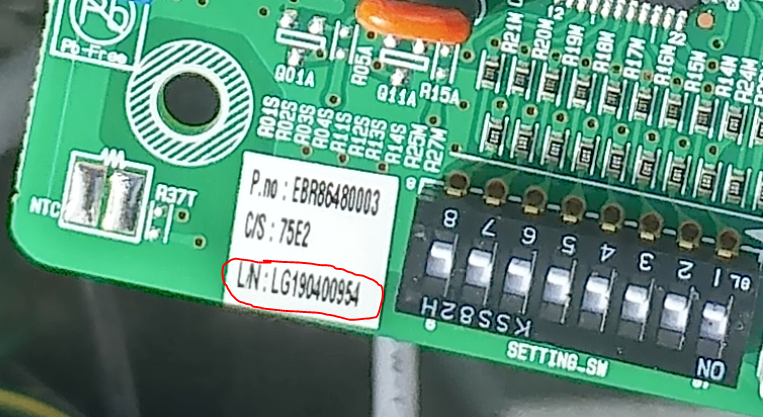 Pb
Pb-Free
Q01A
R05A
Q11A
R15A
R21M
R20M
R19M
R18M
R17M
R16M
R15M
R14M
R24M
R01S
R02S
R03S
R04S
R11S
R12S
R13S
R14S
R25M
R27M
NTC
R37T
P.no : EBR86480003
C/S : 75E2
L/N : LG190400954
8 7 6 5 4 3 2 1
KSS82H
ON
SETTING_SW